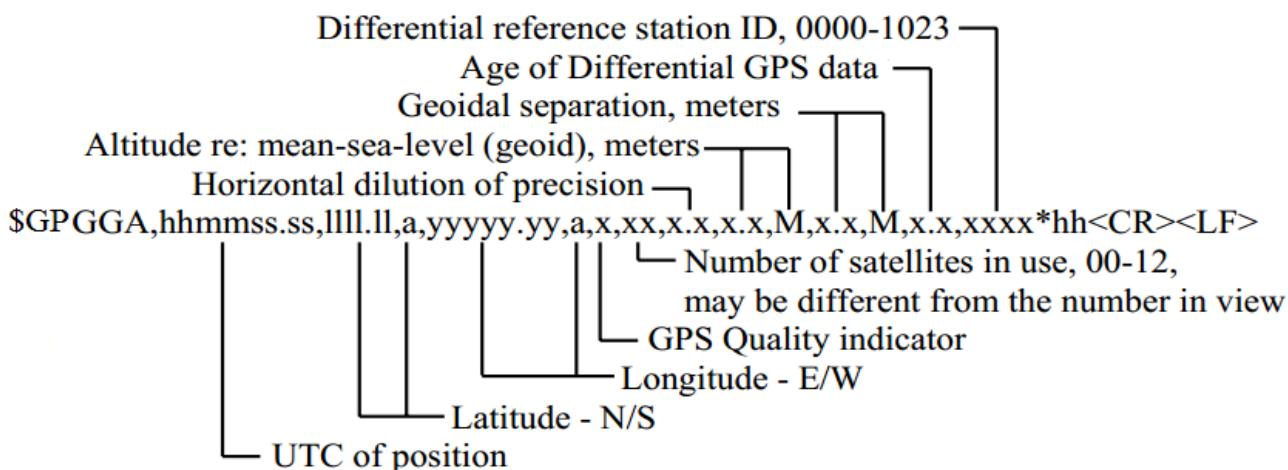 Differential reference station ID, 0000-1023
Age of Differential GPS data
Geoidal separation, meters
Altitude re: mean-sea-level (geoid), meters
Horizontal dilution of precision
$GPGGA,hhmmss.ss,llll.ll,a,yyyyy.yy,a,x,xx,x.x,x.x,M,x.x,M,x.x,xxxx*hh<CR><LF>
Number of satellites in use, 00-12,
may be different from the number in view
GPS Quality indicator
Longitude - E/W
Latitude - N/S
UTC of position